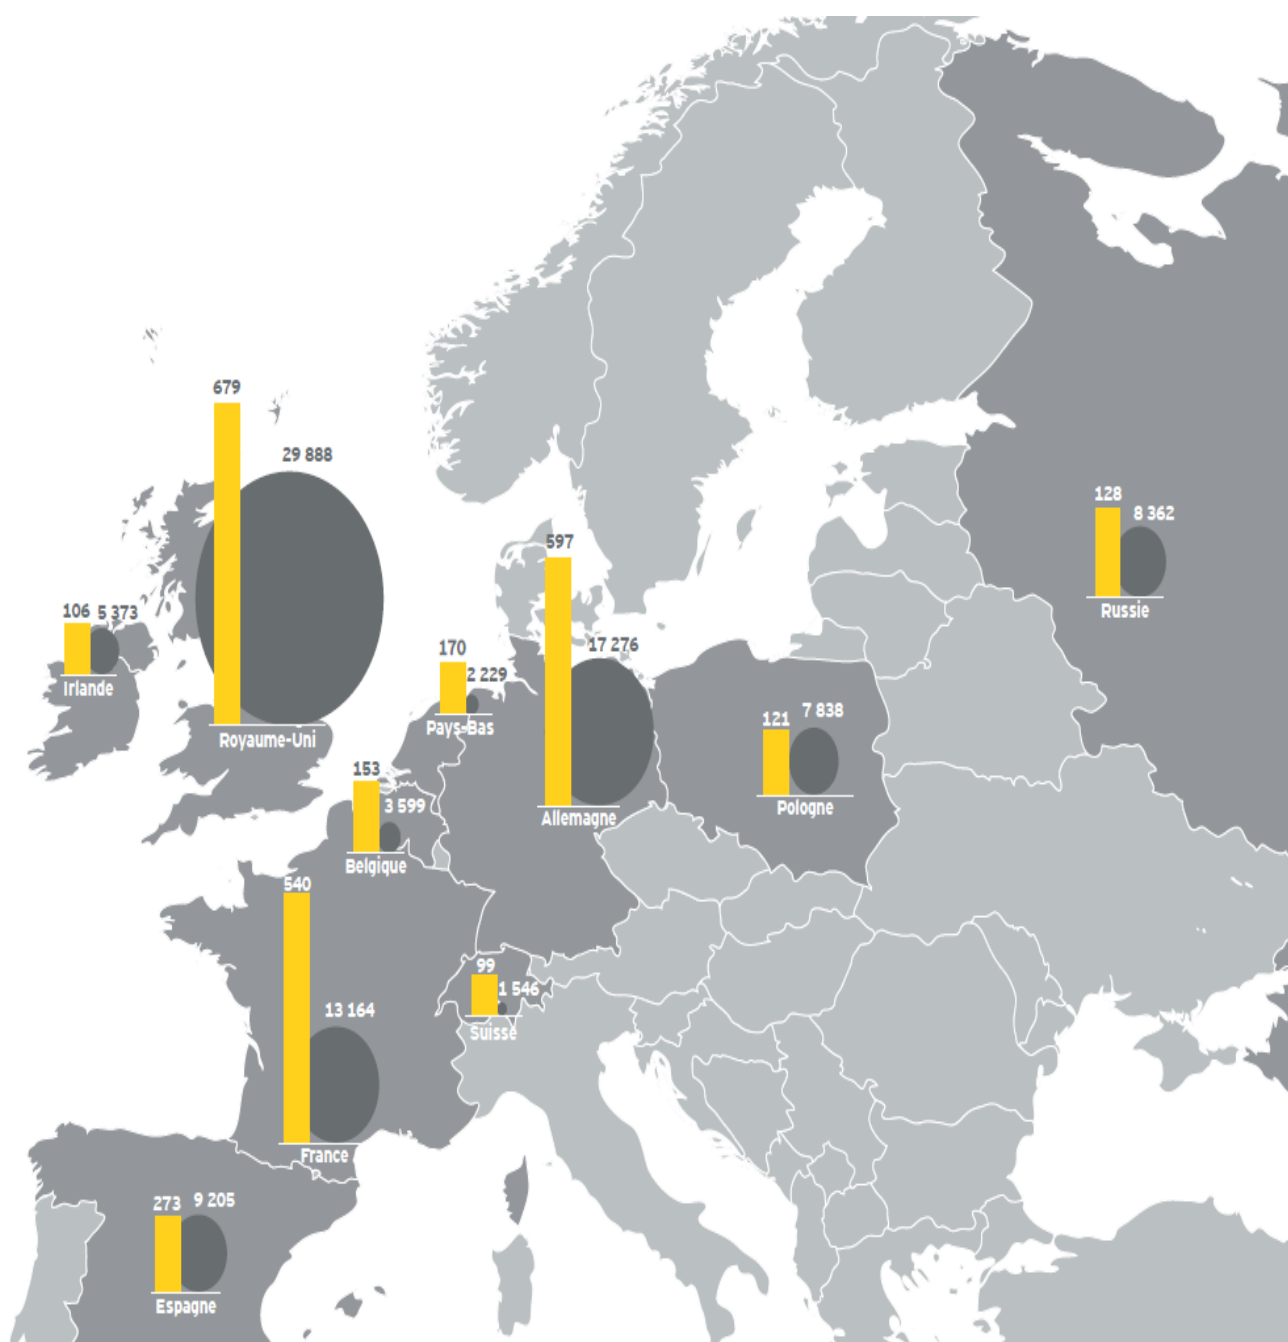 679
29 888
Royaume-Uni
106
5 373
Irlande
170
2 229
Pays-Bas
597
17 276
Allemagne
128
8 362
Russie
121
7 838
Pologne
153
3 599
Belgique
540
13 164
France
99
1 546
Suisse
273
9 205
Espagne